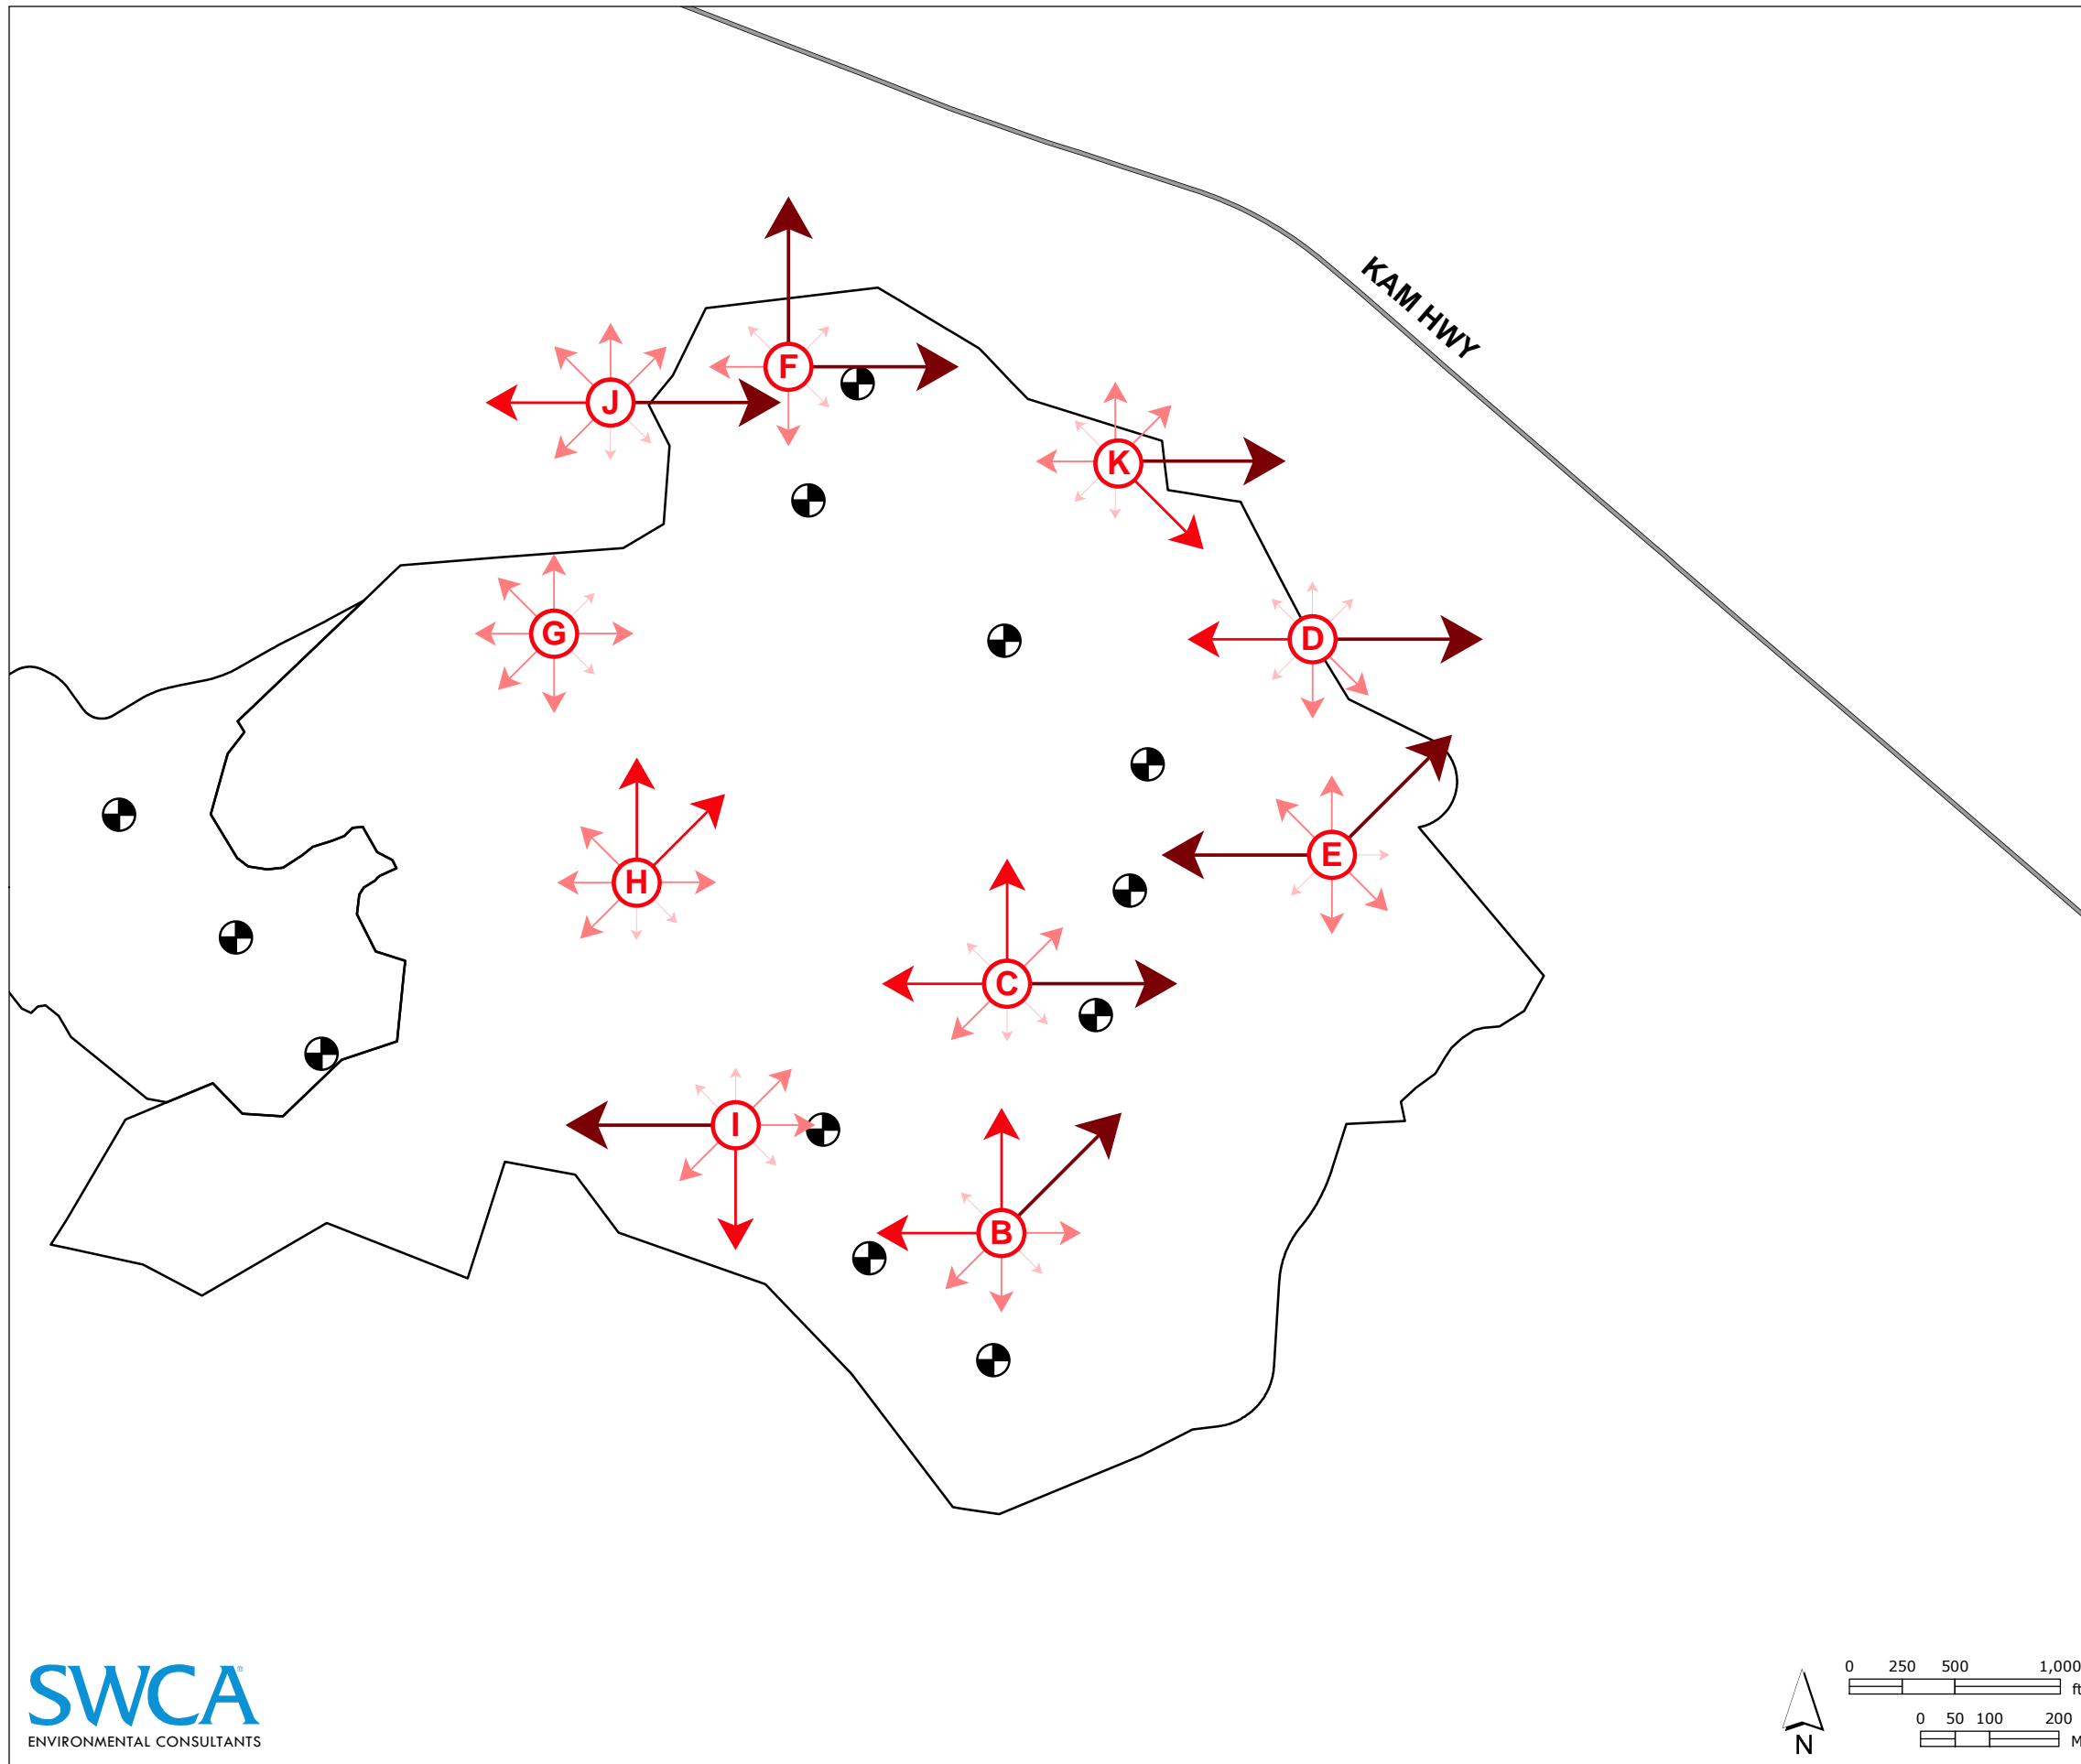 KAM HWY
F
J
K
G
D
E
H
C
I
B
SWCA®
ENVIRONMENTAL CONSULTANTS
N
0 250 500 1,000
ft
0 50 100 200
M